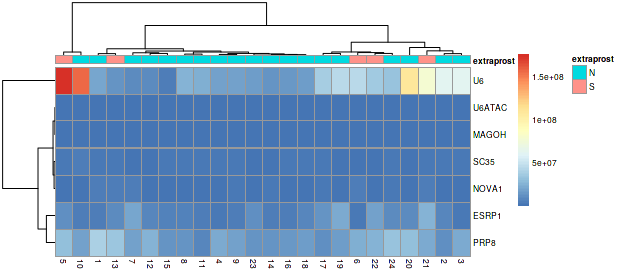 extraprost
extraprost
N
S
1.5e+08
1e+08
5e+07
U6
U6ATAC
MAGOH
SC35
NOVA1
ESRP1
PRP8
5 10 1 13 7 12 15 8 11 4 9 23 14 16 18 17 19 6 22 24 20 21 2 3